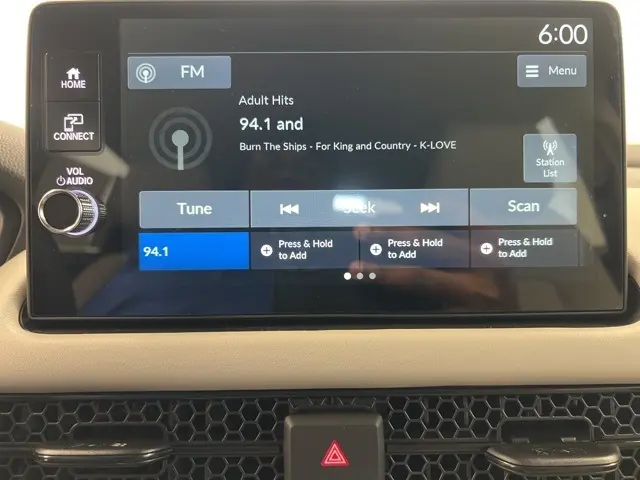 6:00
HOME
FM
Menu
CONNECT
Adult Hits
94.1 and
Burn The Ships - For King and Country - K-LOVE
Station
List
VOL
AUDIO
Tune
Seek
Scan
94.1
Press & Hold
to Add
Press & Hold
to Add
Press & Hold
to Add